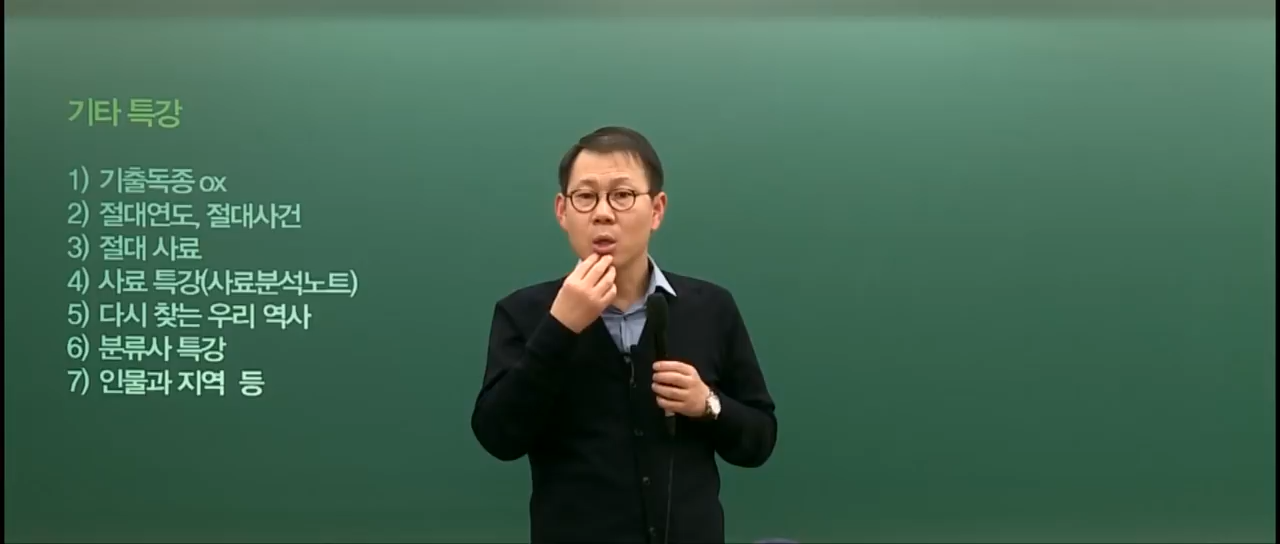 기타 특강
1) 기출독종 ox
2) 절대연도, 절대사건
3) 절대 사료
4) 사료 특강(사료분석노트)
5) 다시 찾는 우리 역사
6) 분류사 특강
7) 인물과 지역 등